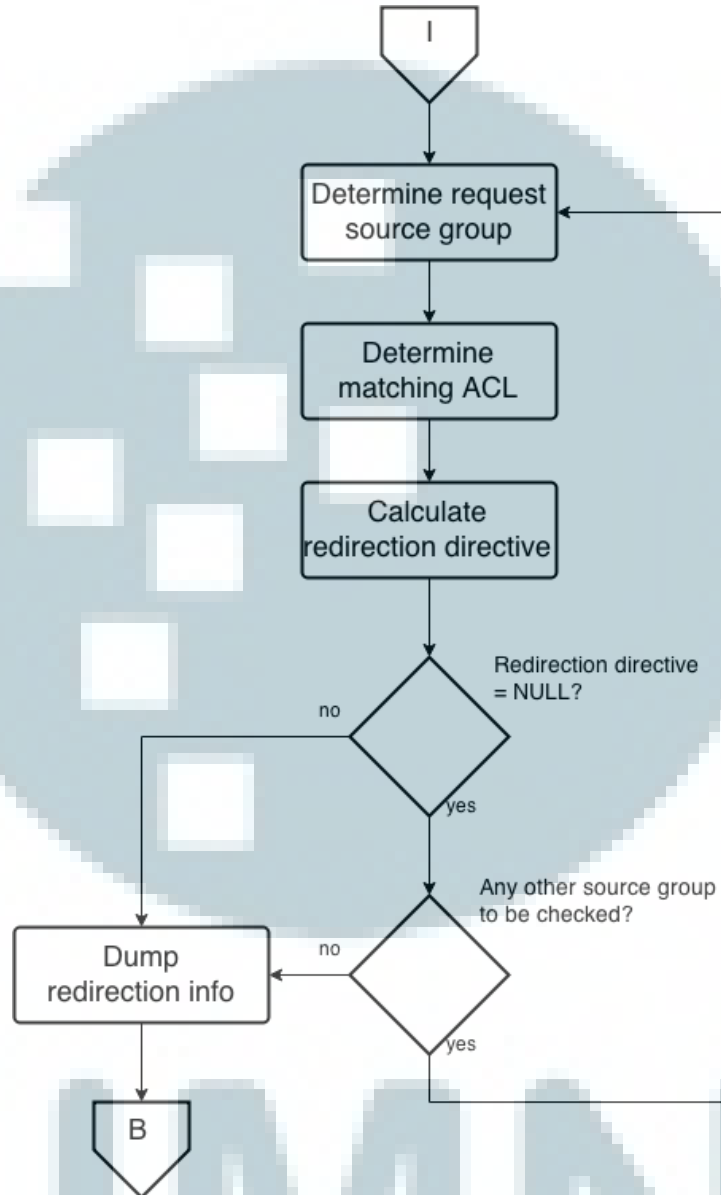 I
Determine request
source group
Determine
matching ACL
Calculate
redirection directive
Redirection directive
= NULL?
no
yes
Any other source group
to be checked?
no
yes
Dump
redirection info
B